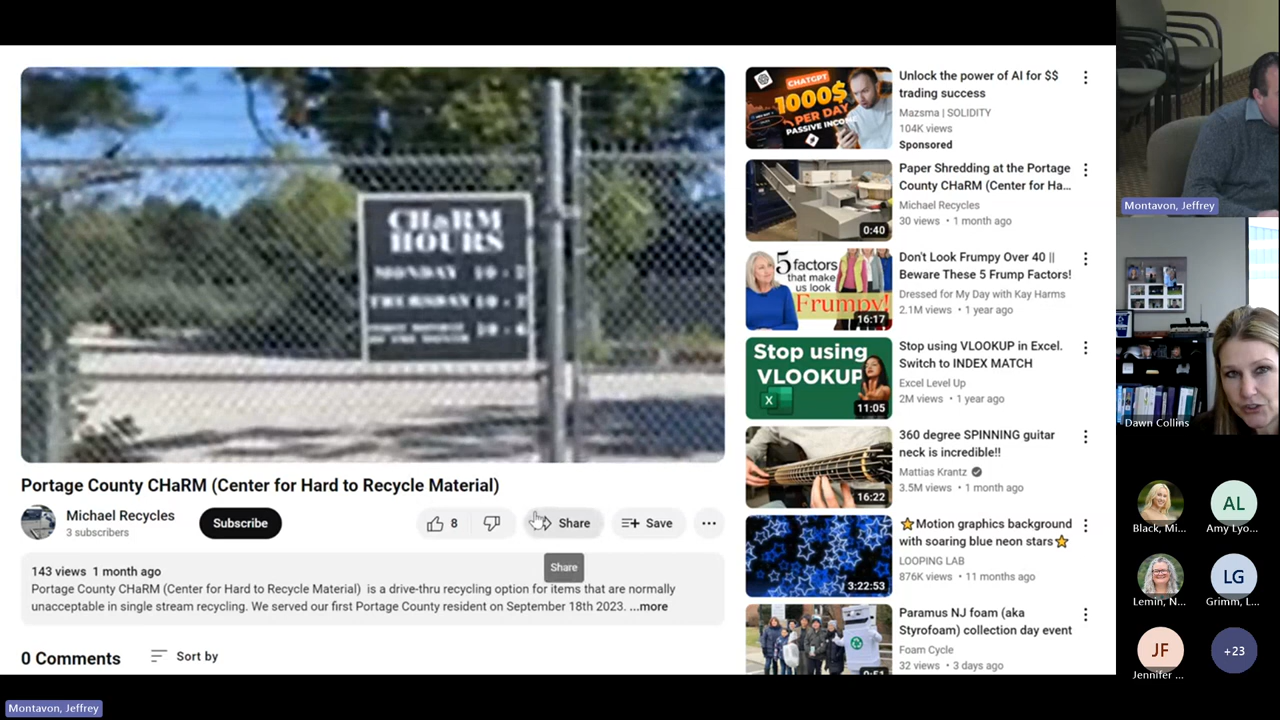 CHaRM
HOURS
MONDAY 10 - 2
THURSDAY 10 - 2
Portage County CHaRM (Center for Hard to Recycle Material)
Michael Recycles
3 subscribers
Subscribe
8
Share
Save
Share
143 views 1 month ago
Portage County CHaRM (Center for Hard to Recycle Material) is a drive-thru recycling option for items that are normally
unacceptable in single stream recycling. We served our first Portage County resident on September 18th 2023. ...more
0 Comments
Sort by
CHATGPT
1000$
PER DAY
PASSIVE INCOM
Unlock the power of AI for $$
trading success
Mazsma | SOLIDITY
104K views
Sponsored
0:40
Paper Shredding at the Portage
County CHaRM (Center for Ha...
Michael Recycles
30 views • 1 month ago
5 factors
that make
us look
Frumpy!
16:17
Don't Look Frumpy Over 40 ||
Beware These 5 Frump Factors!
Dressed for My Day with Kay Harms
2.1M views • 1 year ago
Stop using
VLOOKUP
X
11:05
Stop using VLOOKUP in Excel.
Switch to INDEX MATCH
Excel Level Up
2M views • 1 year ago
16:22
360 degree SPINNING guitar
neck is incredible!!
Mattias Krantz
3.5M views • 1 month ago
3:22:53
⭐Motion graphics background
with soaring blue neon stars⭐
LOOPING LAB
876K views • 11 months ago
Paramus NJ foam (aka
Styrofoam) collection day event
Foam Cycle
32 views • 3 days ago
Montavon, Jeffrey
Dawn Collins
Black, Mi...
AL
Amy Lyo...
Lemin, N...
LG
Grimm, L...
JF
Jennifer ...
+23
Montavon, Jeffrey